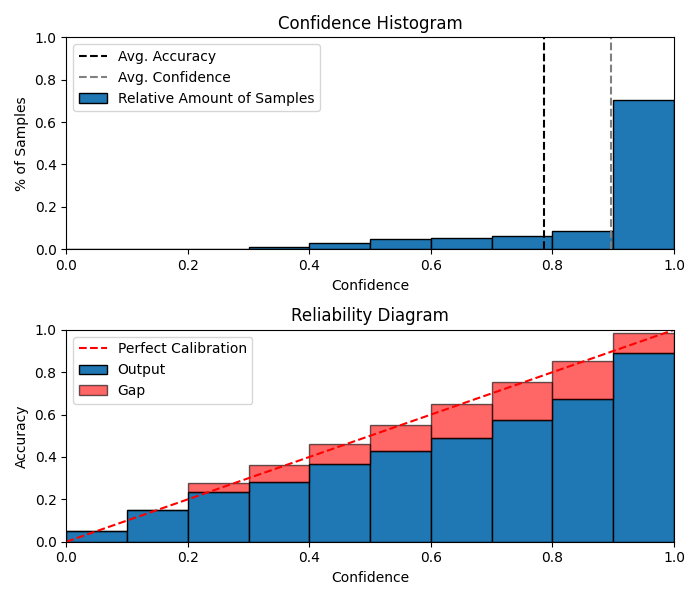 Confidence Histogram
1.0
0.8
0.6
0.4
0.2
0.0
% of Samples
Avg. Accuracy
Avg. Confidence
Relative Amount of Samples
0.0 0.2 0.4 0.6 0.8 1.0
Confidence
Reliability Diagram
1.0
0.8
0.6
0.4
0.2
0.0
Accuracy
Perfect Calibration
Output
Gap
0.0 0.2 0.4 0.6 0.8 1.0
Confidence